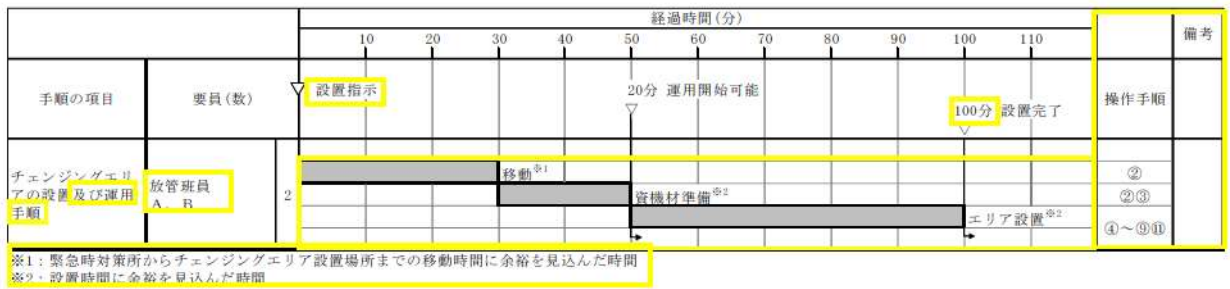 経過時間(分)
10 20 30 40 50 60 70 80 90 100 110
備考
手順の項目
要員(数)
設置指示
20分 運用開始可能
100分 設置完了
操作手順
チェンジングエリ
アの設置及び運用
手順
放管班員
A、B
2
移動※1
②
資機材準備※2
②③
エリア設置※2
④～⑨⑪
※1:緊急時対策所からチェンジングエリア設置場所までの移動時間に余裕を見込んだ時間
※2:設置時間に余裕を見込んだ時間